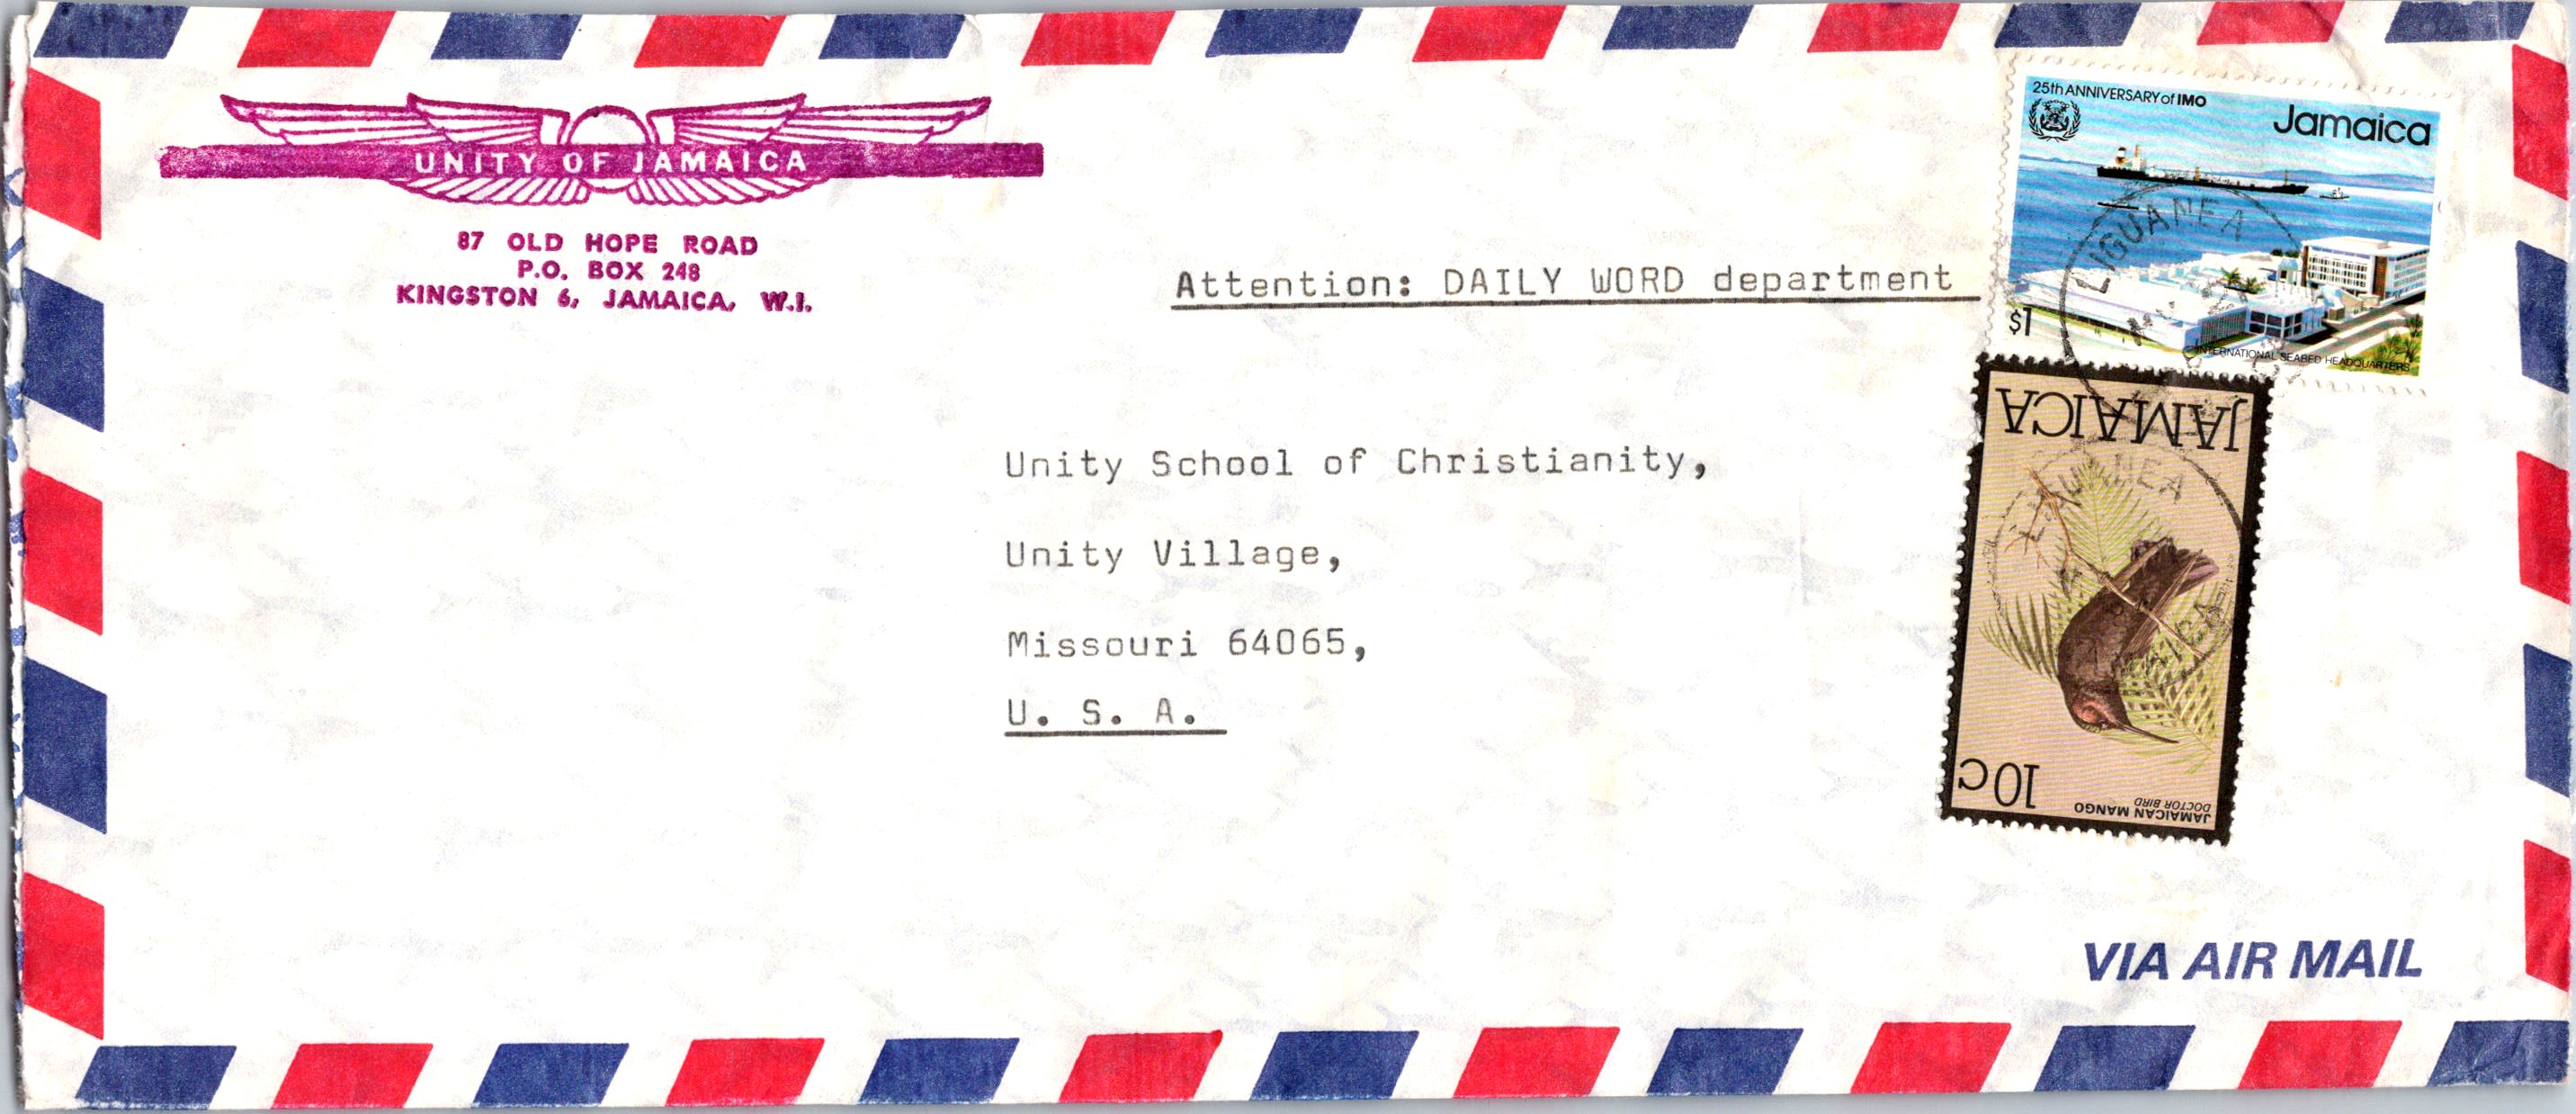 UNITY OF JAMAICA
87 OLD HOPE ROAD
P.O. BOX 248
KINGSTON 6, JAMAICA, W.I.
Attention: DAILY WORD department
Unity School of Christianity,
Unity Village,
Missouri 64065,
U. S. A.
25th ANNIVERSARY of IMO
Jamaica
$1
INTERNATIONAL SEABED HEADQUARTERS
LIGUANEA
JAMAICA
10c
JAMAICAN MANGO
DOCTOR BIRD
LIGUANEA
VIA AIR MAIL